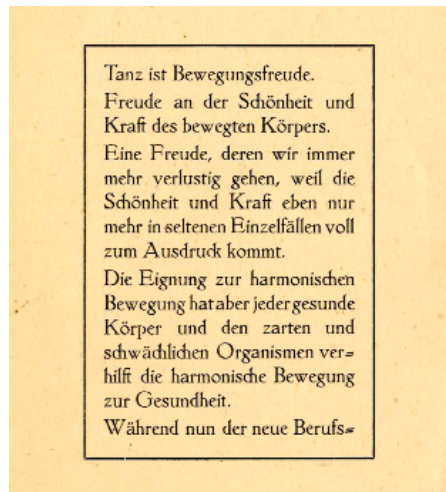 Tanz ist Bewegungsfreude.
Freude an der Schönheit und
Kraft des bewegten Körpers.
Eine Freude, deren wir immer
mehr verlustig gehen, weil die
Schönheit und Kraft eben nur
mehr in seltenen Einzelfällen voll
zum Ausdruck kommt.
Die Eignung zur harmonischen
Bewegung hat aber jeder gesunde
Körper und den zarten und
schwächlichen Organismen ver=
hilft die harmonische Bewegung
zur Gesundheit.
Während nun der neue Berufs=